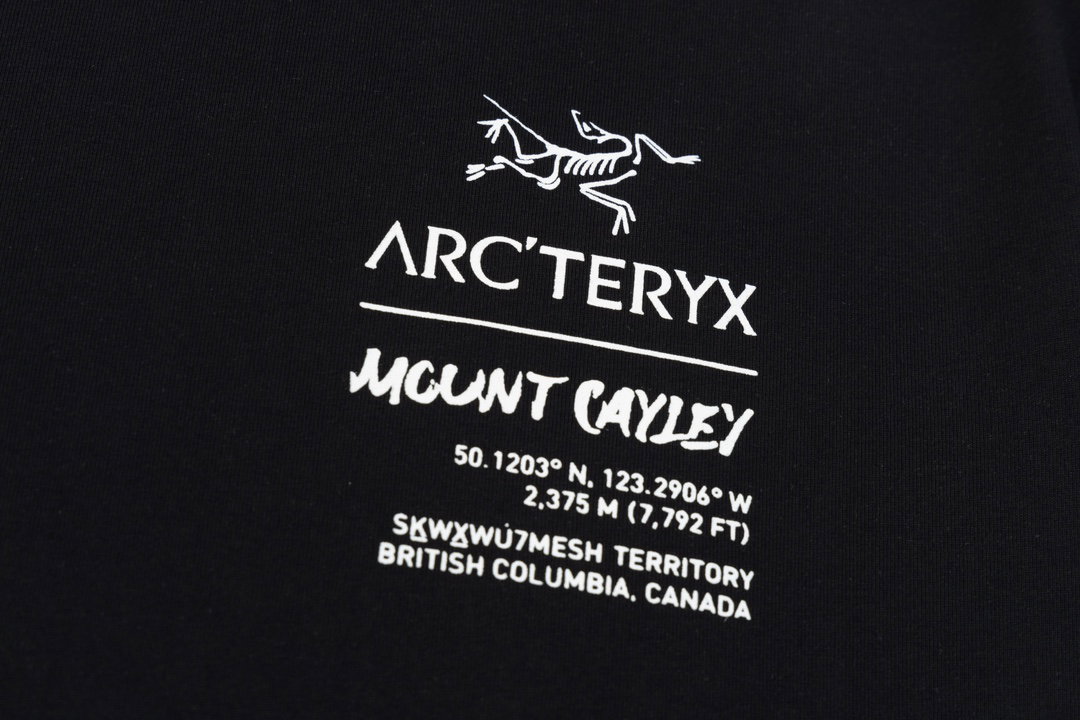 ARC'TERYX
MOUNT CAYLEY
50.1203° N, 123.2906° W
2,375 M (7,792 FT)
SḴWX̱WÚ7MESH TERRITORY
BRITISH COLUMBIA, CANADA